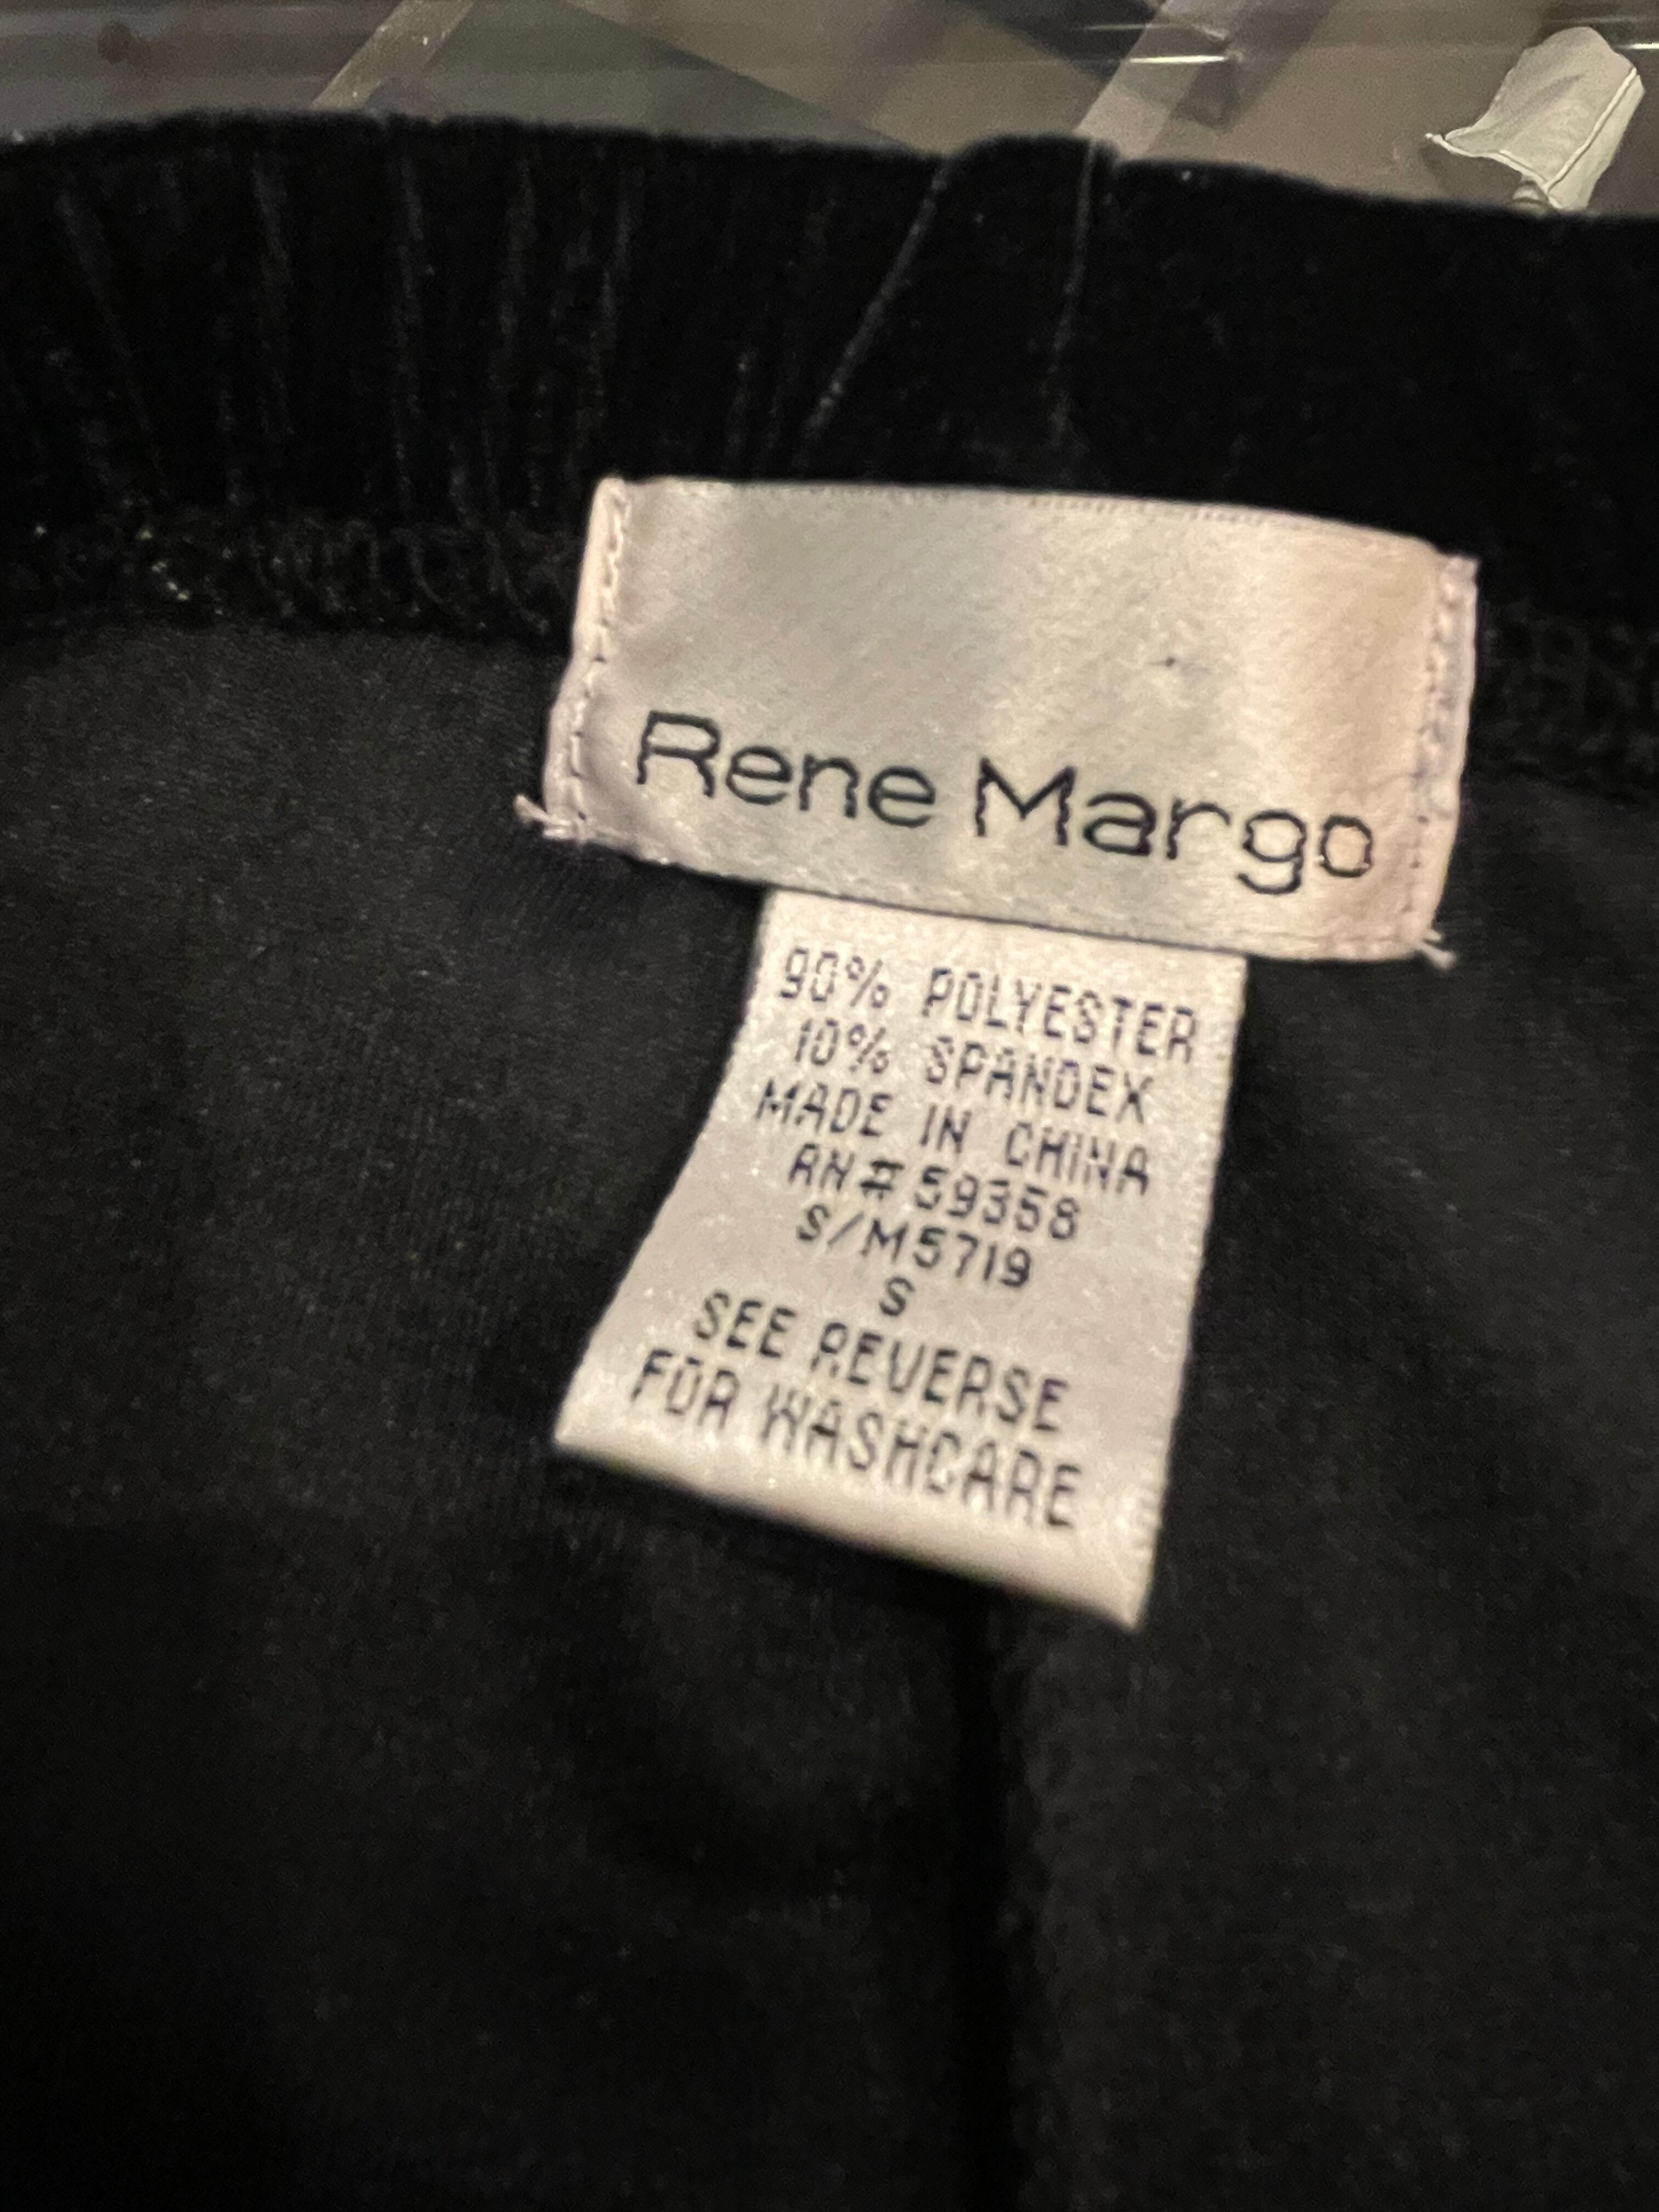 Rene Margo
90% POLYESTER
10% SPANDEX
MADE IN CHINA
RN#59358
S/M5719
S
SEE REVERSE
FOR WASHCARE